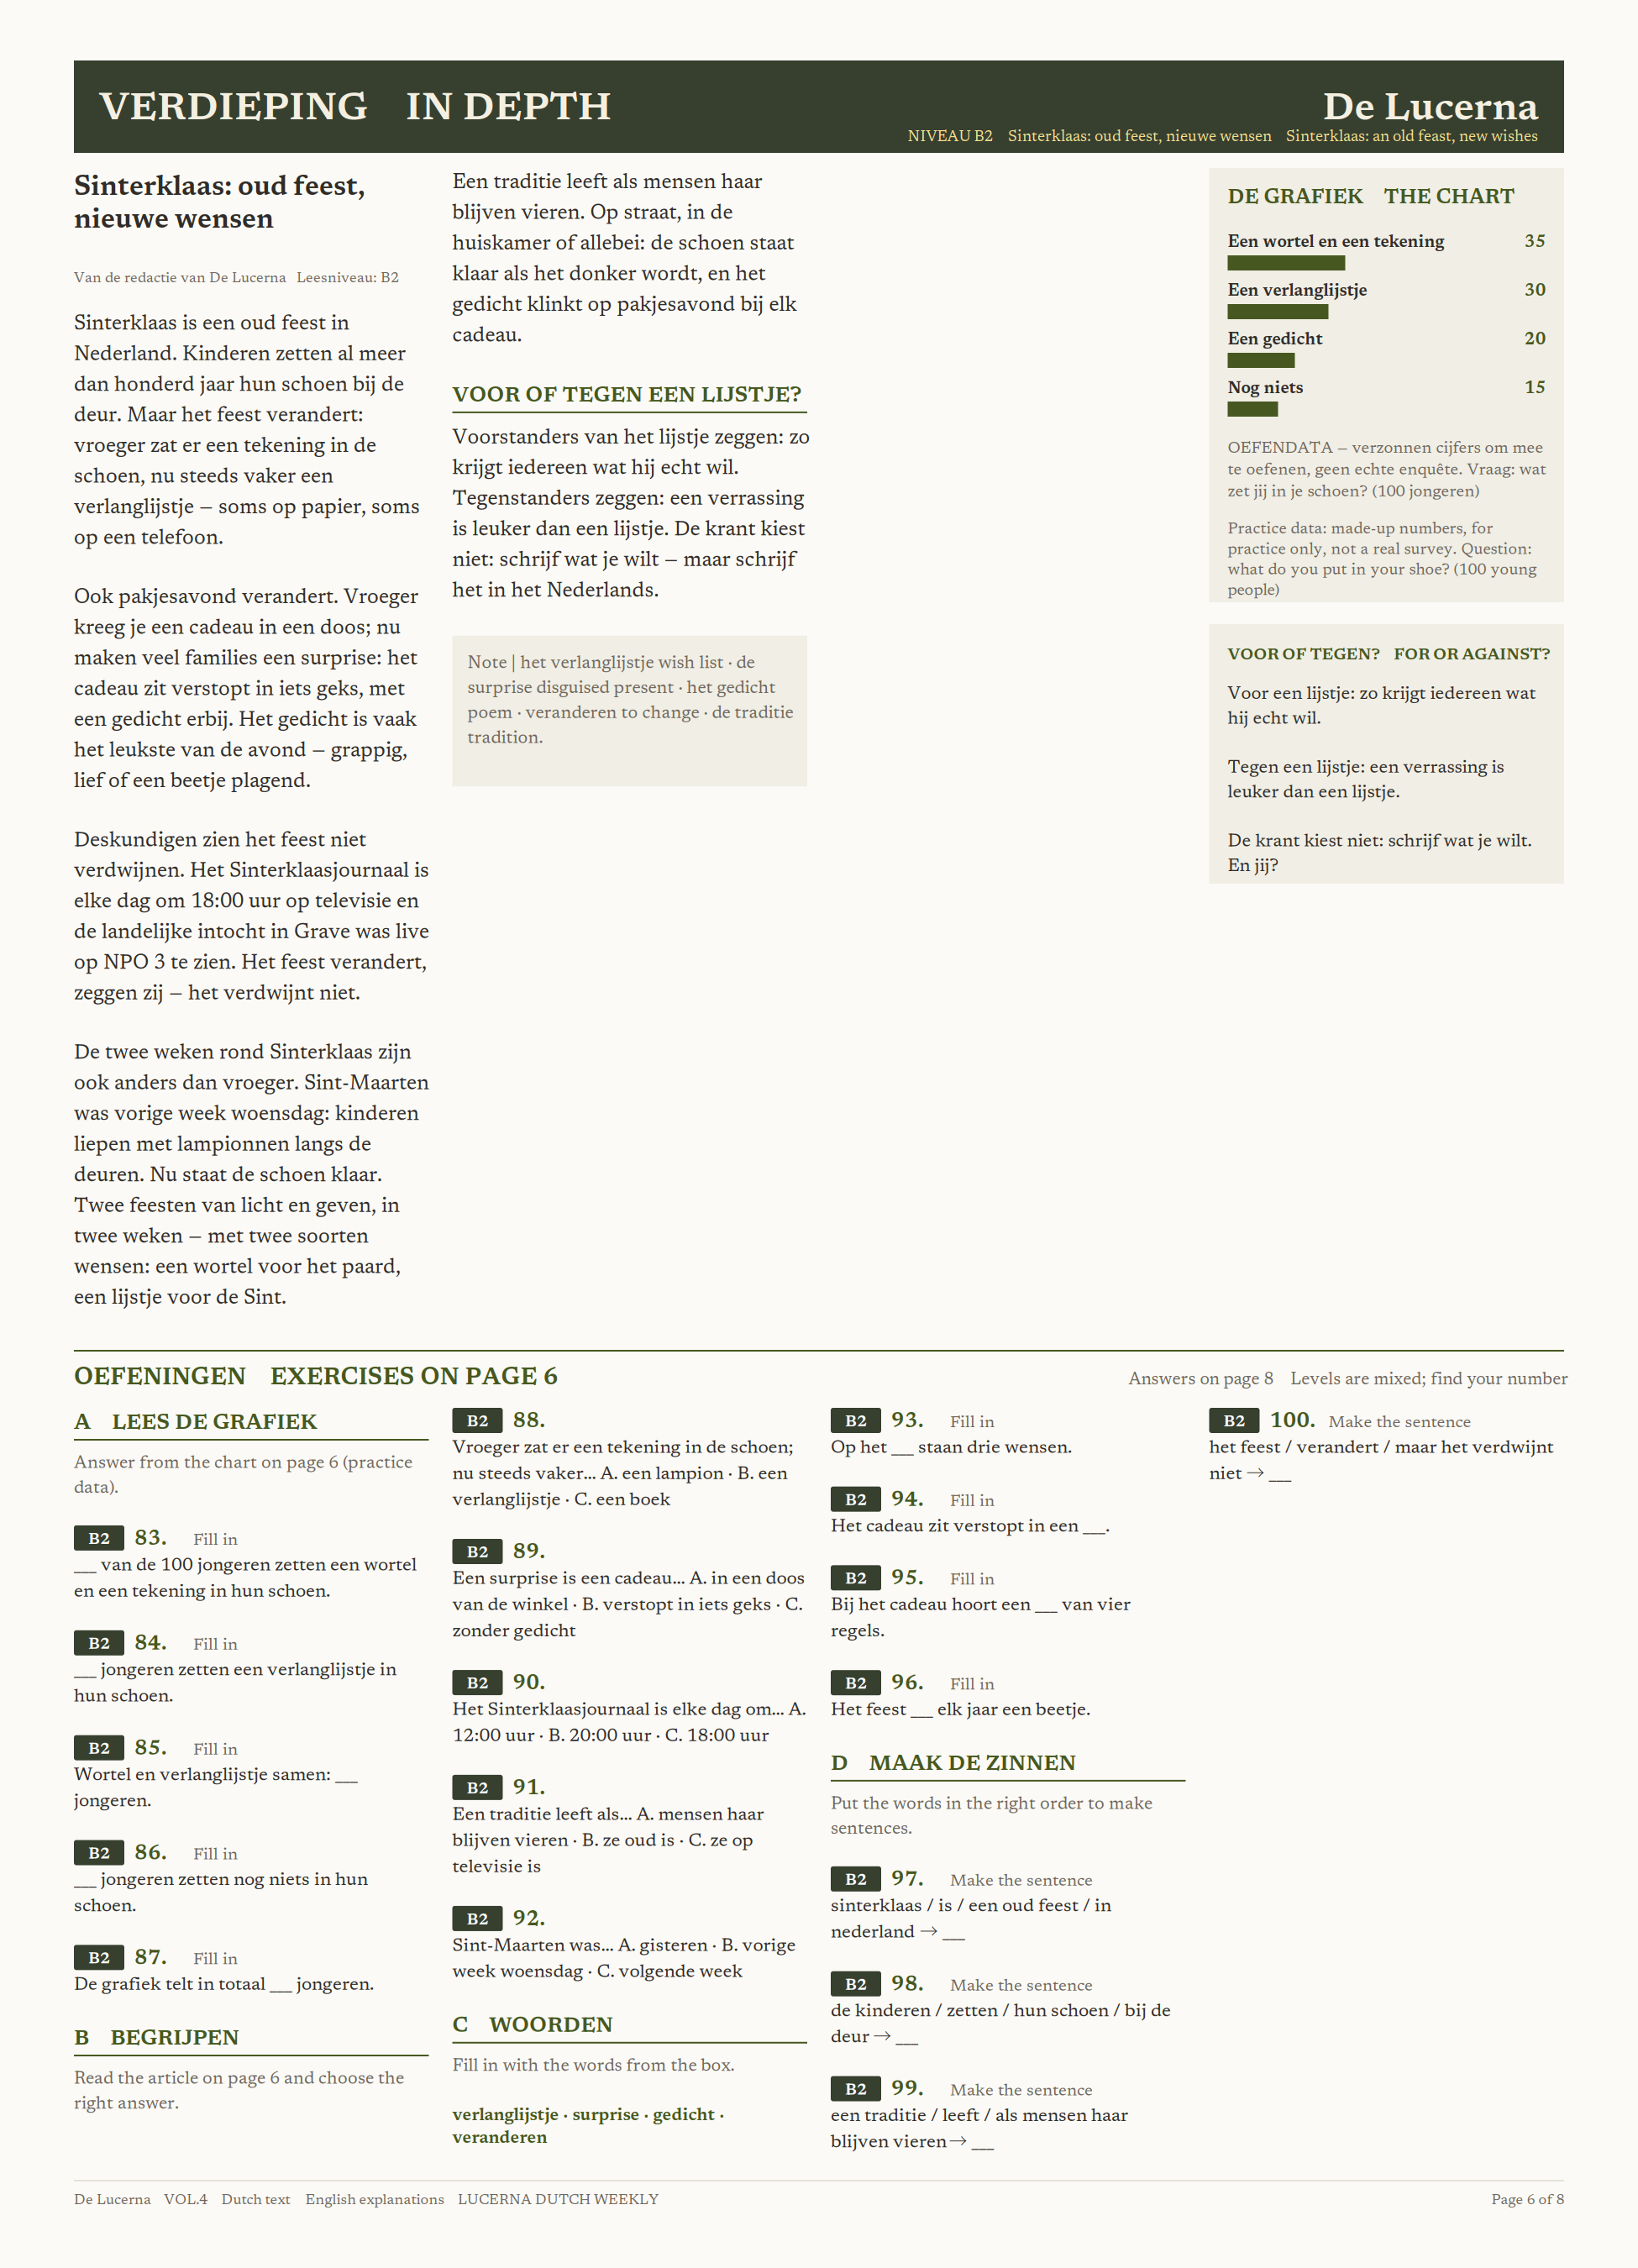 VERDIEPING IN DEPTH
De Lucerna
NIVEAU B2 Sinterklaas: oud feest, nieuwe wensen Sinterklaas: an old feast, new wishes
Sinterklaas: oud feest,
nieuwe wensen
Van de redactie van De Lucerna Leesniveau: B2
Sinterklaas is een oud feest in
Nederland. Kinderen zetten al meer
dan honderd jaar hun schoen bij de
deur. Maar het feest verandert:
vroeger zat er een tekening in de
schoen, nu steeds vaker een
verlanglijstje – soms op papier, soms
op een telefoon.
Ook pakjesavond verandert. Vroeger
kreeg je een cadeau in een doos; nu
maken veel families een surprise: het
cadeau zit verstopt in iets geks, met
een gedicht erbij. Het gedicht is vaak
het leukste van de avond – grappig,
lief of een beetje plagend.
Deskundigen zien het feest niet
verdwijnen. Het Sinterklaasjournaal is
elke dag om 18:00 uur op televisie en
de landelijke intocht in Grave was live
op NPO 3 te zien. Het feest verandert,
zeggen zij – het verdwijnt niet.
De twee weken rond Sinterklaas zijn
ook anders dan vroeger. Sint-Maarten
was vorige week woensdag: kinderen
liepen met lampionnen langs de
deuren. Nu staat de schoen klaar.
Twee feesten van licht en geven, in
twee weken – met twee soorten
wensen: een wortel voor het paard,
een lijstje voor de Sint.
Een traditie leeft als mensen haar
blijven vieren. Op straat, in de
huiskamer of allebei: de schoen staat
klaar als het donker wordt, en het
gedicht klinkt op pakjesavond bij elk
cadeau.
VOOR OF TEGEN EEN LIJSTJE?
Voorstanders van het lijstje zeggen: zo
krijgt iedereen wat hij echt wil.
Tegenstanders zeggen: een verrassing
is leuker dan een lijstje. De krant kiest
niet: schrijf wat je wilt – maar schrijf
het in het Nederlands.
Note | het verlanglijstje wish list · de
surprise disguised present · het gedicht
poem · veranderen to change · de traditie
tradition.
DE GRAFIEK THE CHART
Een wortel en een tekening 35
Een verlanglijstje 30
Een gedicht 20
Nog niets 15
OEFENDATA – verzonnen cijfers om mee
te oefenen, geen echte enquête. Vraag: wat
zet jij in je schoen? (100 jongeren)
Practice data: made-up numbers, for
practice only, not a real survey. Question:
what do you put in your shoe? (100 young
people)
VOOR OF TEGEN? FOR OR AGAINST?
Voor een lijstje: zo krijgt iedereen wat
hij echt wil.
Tegen een lijstje: een verrassing is
leuker dan een lijstje.
De krant kiest niet: schrijf wat je wilt.
En jij?
OEFENINGEN EXERCISES ON PAGE 6
Answers on page 8 Levels are mixed; find your number
A LEES DE GRAFIEK
Answer from the chart on page 6 (practice
data).
B2 83. Fill in
___ van de 100 jongeren zetten een wortel
en een tekening in hun schoen.
B2 84. Fill in
___ jongeren zetten een verlanglijstje in
hun schoen.
B2 85. Fill in
Wortel en verlanglijstje samen: ___
jongeren.
B2 86. Fill in
___ jongeren zetten nog niets in hun
schoen.
B2 87. Fill in
De grafiek telt in totaal ___ jongeren.
B BEGRIJPEN
Read the article on page 6 and choose the
right answer.
B2 88.
Vroeger zat er een tekening in de schoen;
nu steeds vaker... A. een lampion · B. een
verlanglijstje · C. een boek
B2 89.
Een surprise is een cadeau... A. in een doos
van de winkel · B. verstopt in iets geks · C.
zonder gedicht
B2 90.
Het Sinterklaasjournaal is elke dag om... A.
12:00 uur · B. 20:00 uur · C. 18:00 uur
B2 91.
Een traditie leeft als... A. mensen haar
blijven vieren · B. ze oud is · C. ze op
televisie is
B2 92.
Sint-Maarten was... A. gisteren · B. vorige
week woensdag · C. volgende week
C WOORDEN
Fill in with the words from the box.
verlanglijstje · surprise · gedicht ·
veranderen
B2 93. Fill in
Op het ___ staan drie wensen.
B2 94. Fill in
Het cadeau zit verstopt in een ___.
B2 95. Fill in
Bij het cadeau hoort een ___ van vier
regels.
B2 96. Fill in
Het feest ___ elk jaar een beetje.
D MAAK DE ZINNEN
Put the words in the right order to make
sentences.
B2 97. Make the sentence
sinterklaas / is / een oud feest / in
nederland → ___
B2 98. Make the sentence
de kinderen / zetten / hun schoen / bij de
deur → ___
B2 99. Make the sentence
een traditie / leeft / als mensen haar
blijven vieren → ___
B2 100. Make the sentence
het feest / verandert / maar het verdwijnt
niet → ___
De Lucerna VOL.4 Dutch text English explanations LUCERNA DUTCH WEEKLY
Page 6 of 8